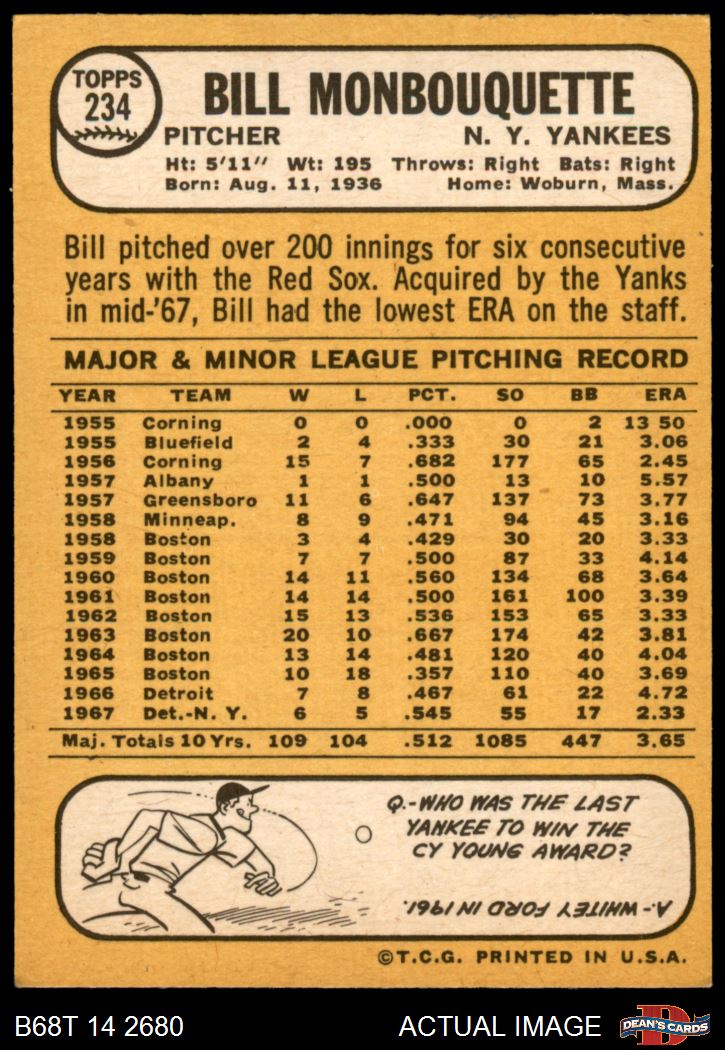 TOPPS
234
BILL MONBOUQUETTE
PITCHER N. Y. YANKEES
Ht: 5'11" Wt: 195 Throws: Right Bats: Right
Born: Aug. 11, 1936 Home: Woburn, Mass.
Bill pitched over 200 innings for six consecutive
years with the Red Sox. Acquired by the Yanks
in mid-'67, Bill had the lowest ERA on the staff.
MAJOR & MINOR LEAGUE PITCHING RECORD
YEAR TEAM W L PCT. SO BB ERA
1955 Corning 0 0 .000 0 2 13 50
1955 Bluefield 2 4 .333 30 21 3.06
1956 Corning 15 7 .682 177 65 2.45
1957 Albany 1 1 .500 13 10 5.57
1957 Greensboro 11 6 .647 137 73 3.77
1958 Minneap. 8 9 .471 94 45 3.16
1958 Boston 3 4 .429 30 20 3.33
1959 Boston 7 7 .500 87 33 4.14
1960 Boston 14 11 .560 134 68 3.64
1961 Boston 14 14 .500 161 100 3.39
1962 Boston 15 13 .536 153 65 3.33
1963 Boston 20 10 .667 174 42 3.81
1964 Boston 13 14 .481 120 40 4.04
1965 Boston 10 18 .357 110 40 3.69
1966 Detroit 7 8 .467 61 22 4.72
1967 Det.-N. Y. 6 5 .545 55 17 2.33
Maj. Totals 10 Yrs. 109 104 .512 1085 447 3.65
Q.-WHO WAS THE LAST
YANKEE TO WIN THE
CY YOUNG AWARD?
A.-WHITEY FORD IN 1961.
©T.C.G. PRINTED IN U.S.A.
B68T 14 2680 ACTUAL IMAGE
D
DEAN'S CARDS